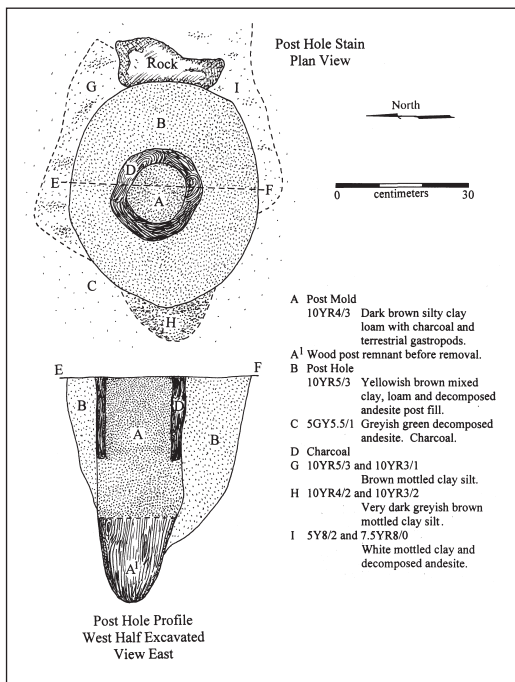 Post Hole Stain
Plan View
Rock
G
I
North
B
D
E
F
A
0 30
centimeters
C
H
A Post Mold
10YR4/3 Dark brown silty clay
loam with charcoal and
terrestrial gastropods.
A¹ Wood post remnant before removal.
B Post Hole
10YR5/3 Yellowish brown mixed
clay, loam and decomposed
andesite post fill.
C 5GY5.5/1 Greyish green decomposed
andesite. Charcoal.
D Charcoal
G 10YR5/3 and 10YR3/1
Brown mottled clay silt.
H 10YR4/2 and 10YR3/2
Very dark greyish brown
mottled clay silt.
I 5Y8/2 and 7.5YR8/0
White mottled clay and
decomposed andesite.
E F
B D B
A
A¹
Post Hole Profile
West Half Excavated
View East